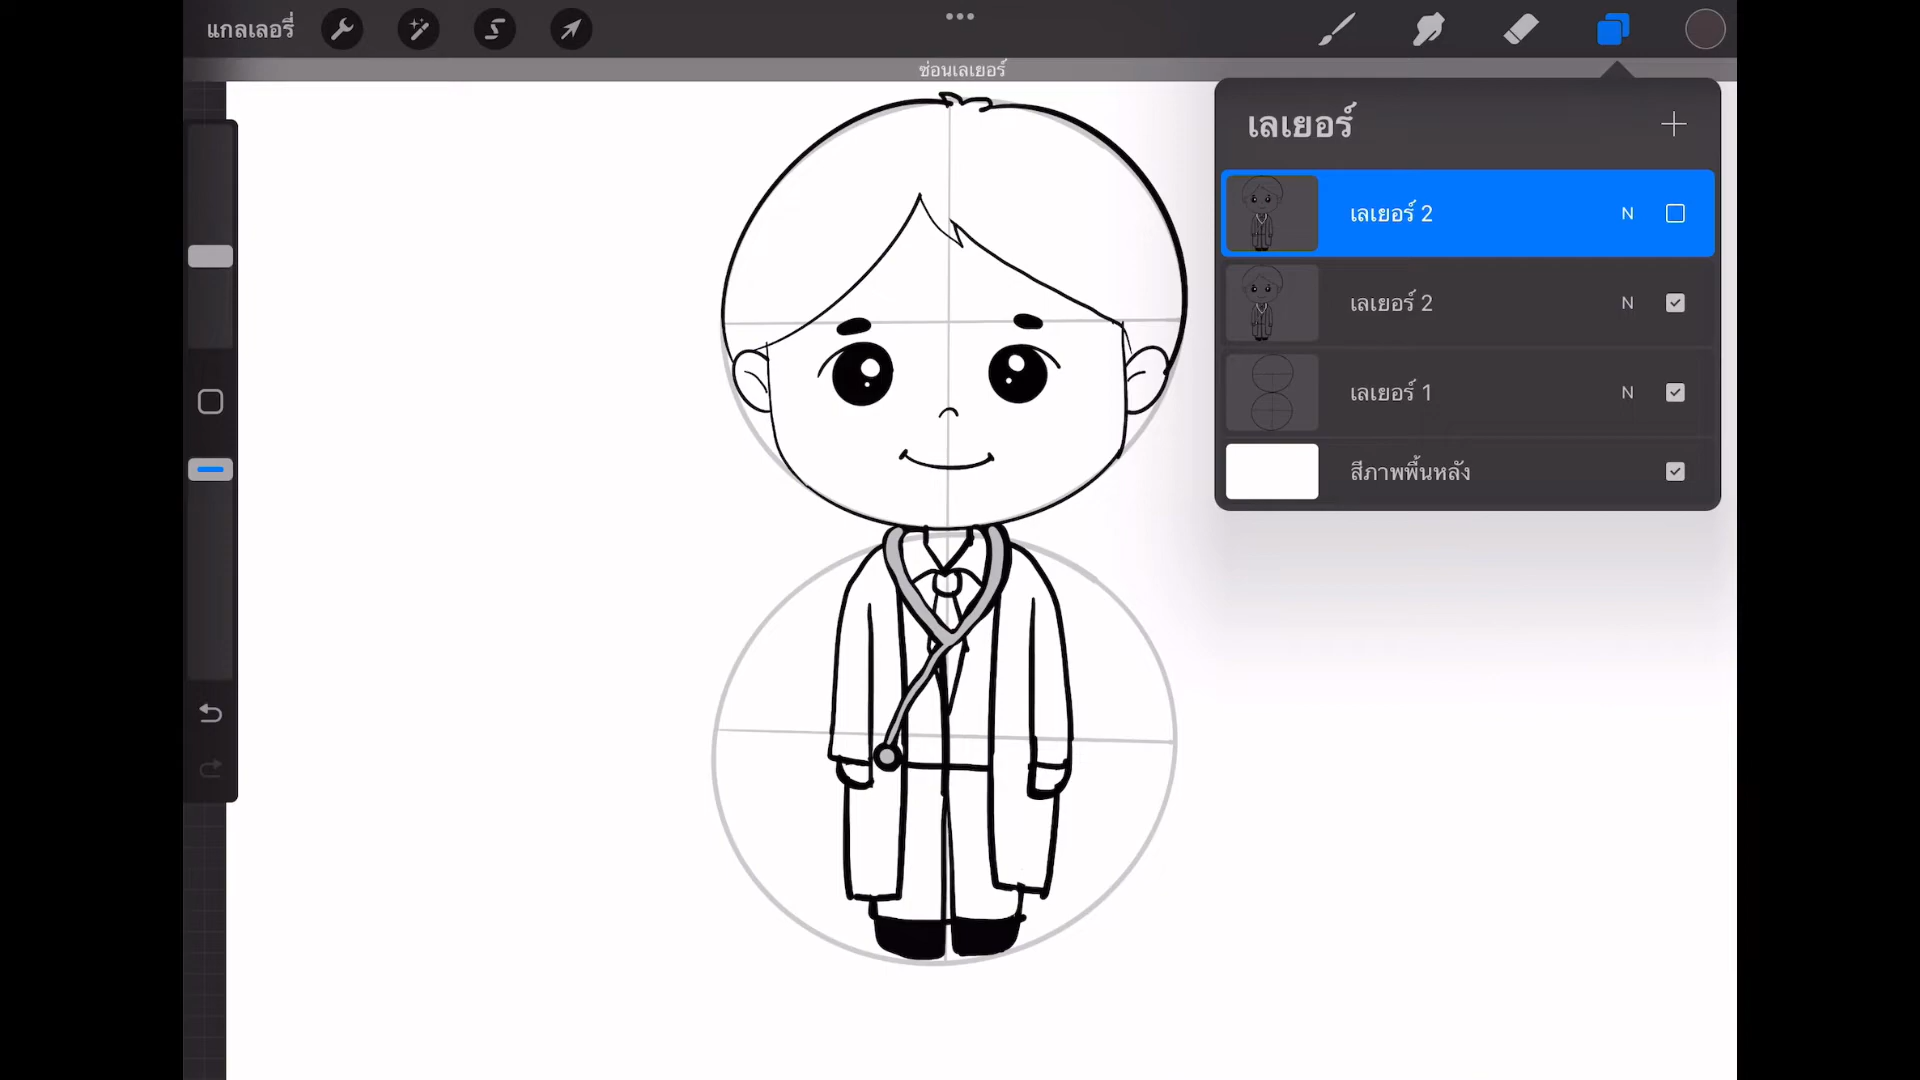 แกลเลอรี่
ซ่อนเลเยอร์
เลเยอร์
เลเยอร์ 2 N
เลเยอร์ 2 N
เลเยอร์ 1 N
สีภาพพื้นหลัง